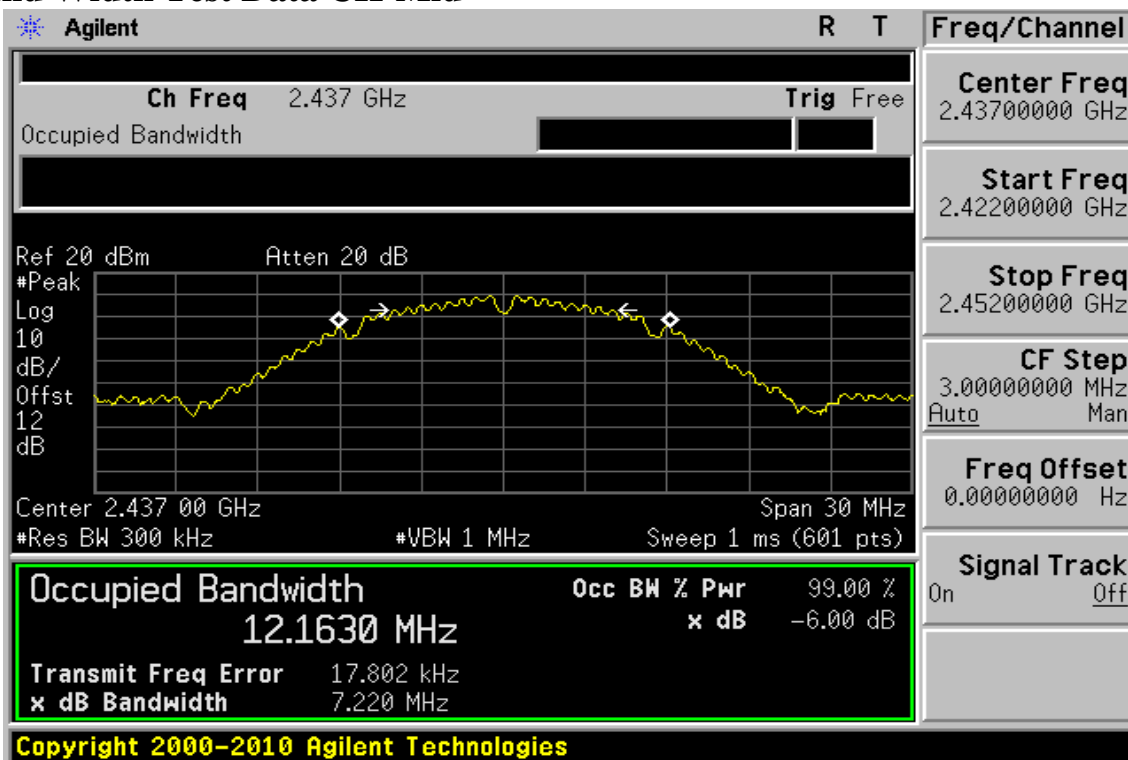 Agilent R T
Ch Freq 2.437 GHz Trig Free
Occupied Bandwidth
Ref 20 dBm Atten 20 dB
#Peak
Log
10
dB/
Offst
12
dB
Center 2.437 00 GHz Span 30 MHz
#Res BW 300 kHz #VBW 1 MHz Sweep 1 ms (601 pts)
Occupied Bandwidth Occ BW % Pwr 99.00 %
12.1630 MHz x dB -6.00 dB
Transmit Freq Error 17.802 kHz
x dB Bandwidth 7.220 MHz
Copyright 2000-2010 Agilent Technologies
Freq/Channel
Center Freq
2.43700000 GHz
Start Freq
2.42200000 GHz
Stop Freq
2.45200000 GHz
CF Step
3.00000000 MHz
Auto Man
Freq Offset
0.00000000 Hz
Signal Track
On Off